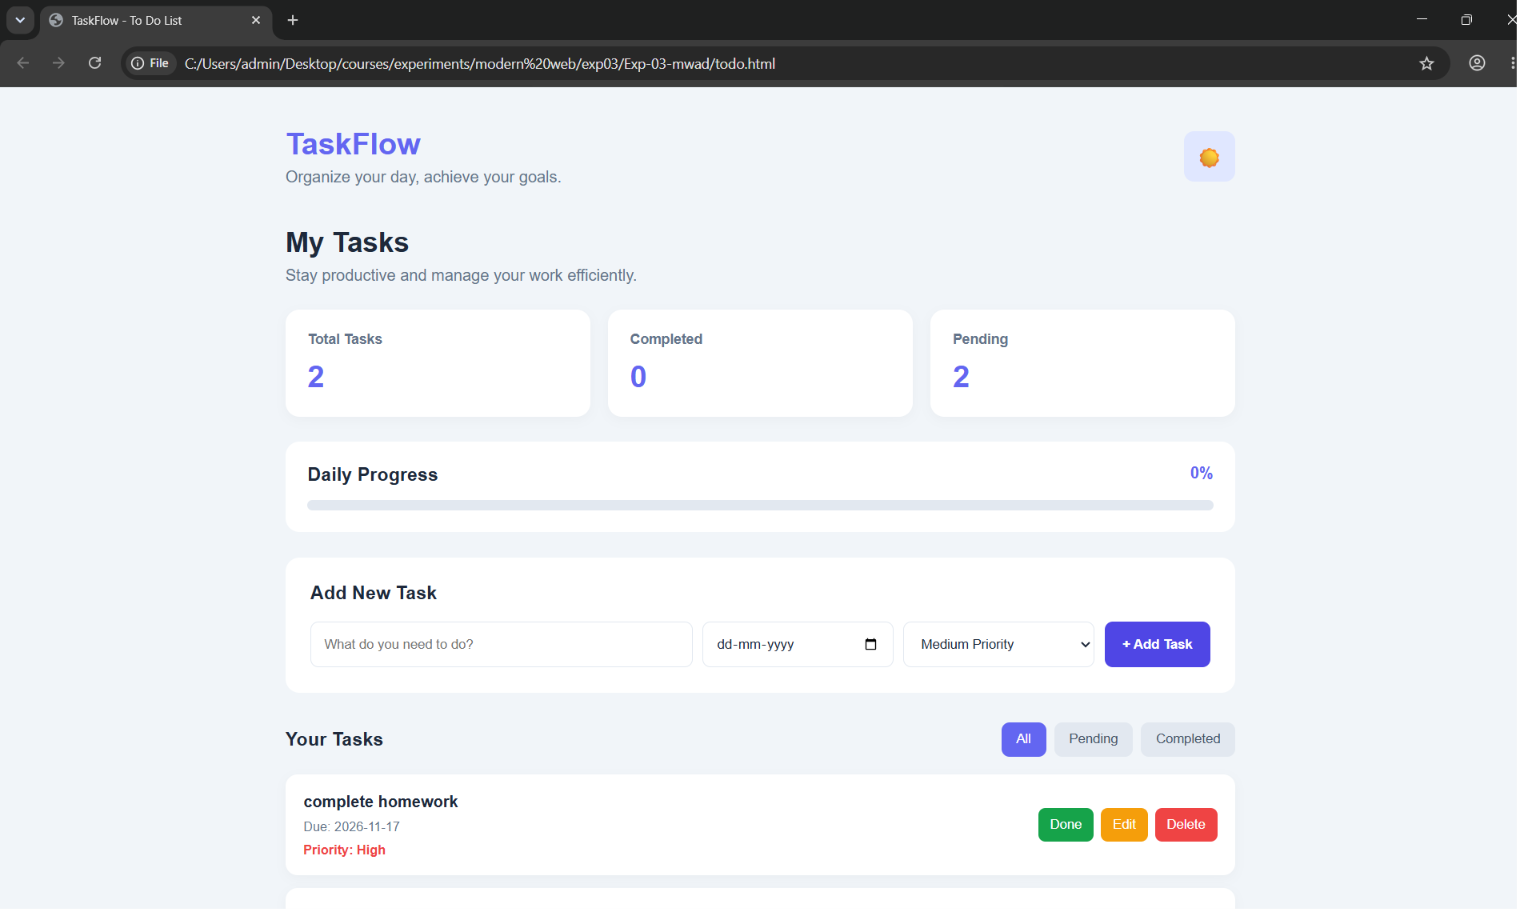 TaskFlow - To Do List
File C:/Users/admin/Desktop/courses/experiments/modern%20web/exp03/Exp-03-mwad/todo.html
TaskFlow
Organize your day, achieve your goals.
My Tasks
Stay productive and manage your work efficiently.
Total Tasks Completed Pending
2 0 2
Daily Progress 0%
Add New Task
What do you need to do? dd-mm-yyyy Medium Priority + Add Task
Your Tasks All Pending Completed
complete homework
Due: 2026-11-17
Priority: High
Done Edit Delete